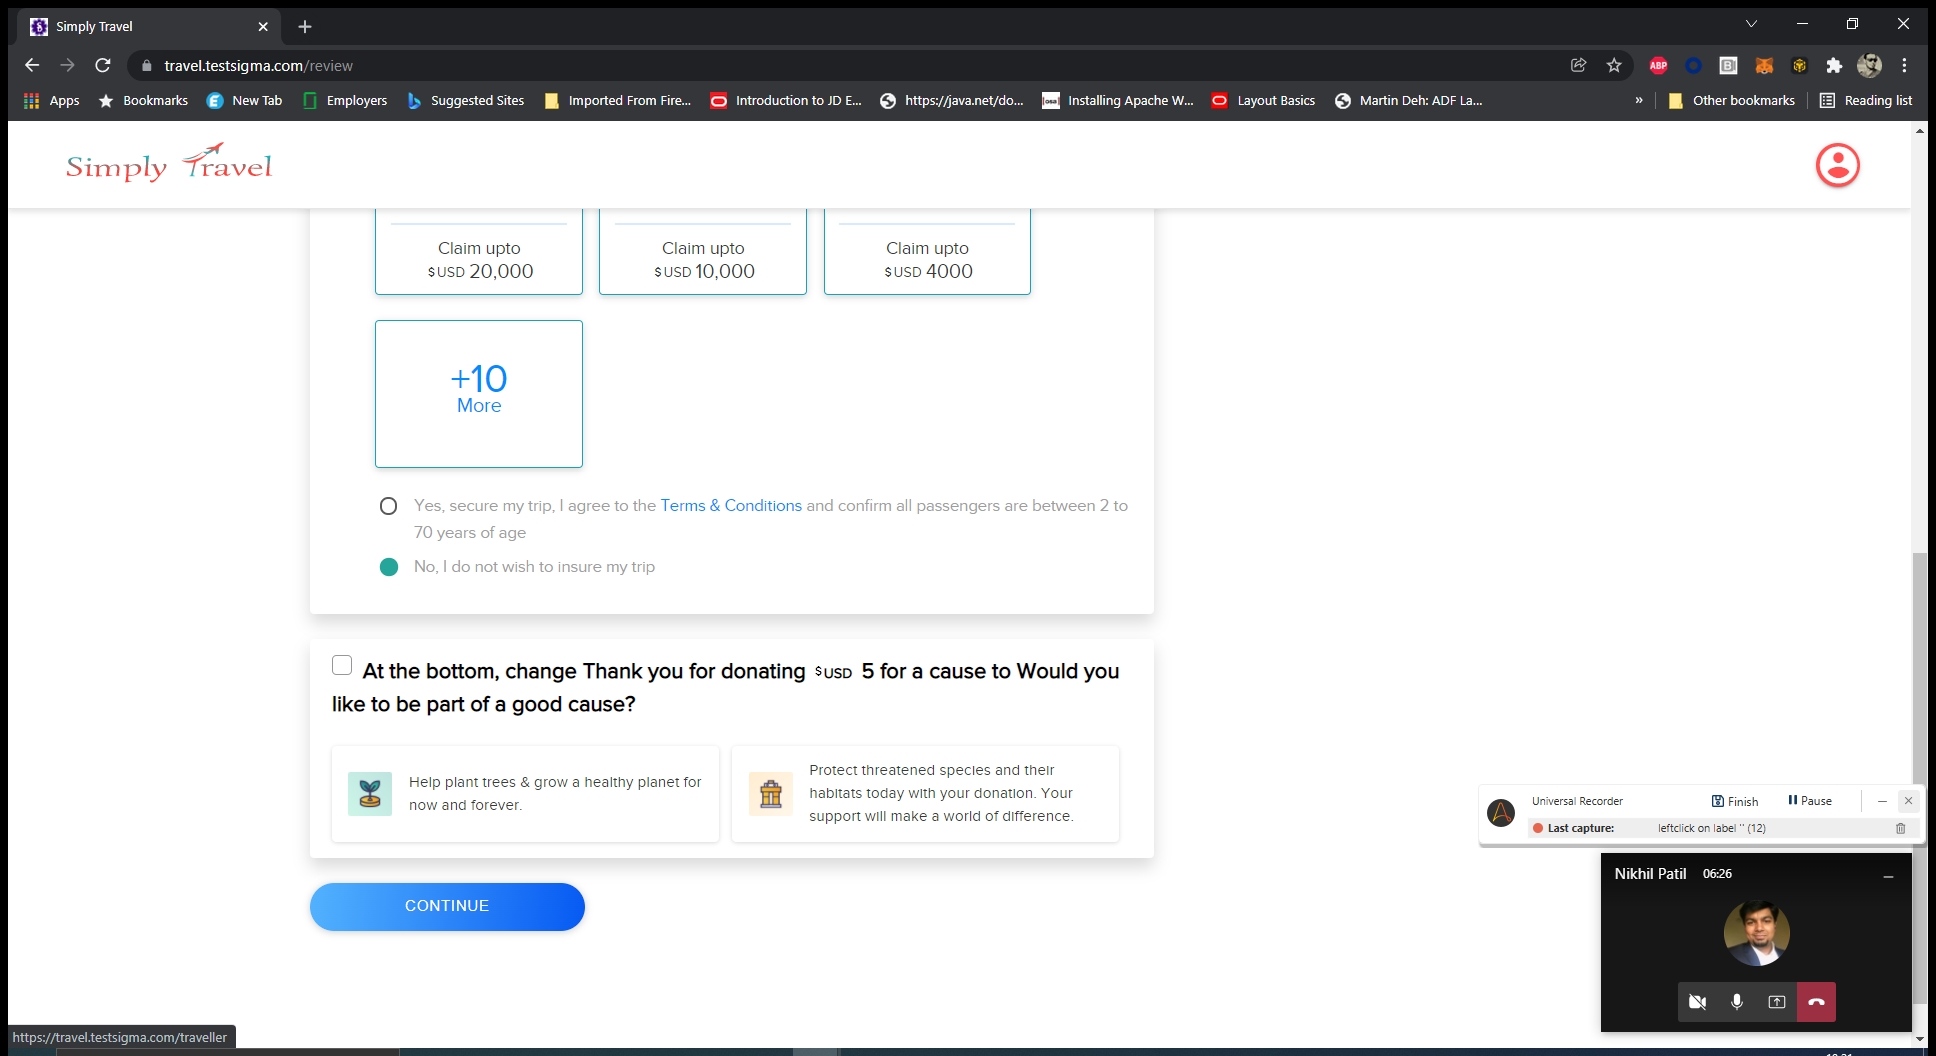 Simply Travel
travel.testsigma.com/review
ABP
Apps
Bookmarks
New Tab
Employers
Suggested Sites
Imported From Fire...
Introduction to JD E...
https://java.net/do...
Installing Apache W...
Layout Basics
Martin Deh: ADF La...
»
Other bookmarks
Reading list
Simply Travel
Claim upto
$ USD 20,000
Claim upto
$ USD 10,000
Claim upto
$ USD 4000
+10
More
Yes, secure my trip, I agree to the Terms & Conditions and confirm all passengers are between 2 to
70 years of age
No, I do not wish to insure my trip
At the bottom, change Thank you for donating $ USD 5 for a cause to Would you
like to be part of a good cause?
Help plant trees & grow a healthy planet for
now and forever.
Protect threatened species and their
habitats today with your donation. Your
support will make a world of difference.
CONTINUE
Universal Recorder
Finish
Pause
Last capture:
leftclick on label '' (12)
Nikhil Patil 06:26
https://travel.testsigma.com/traveller